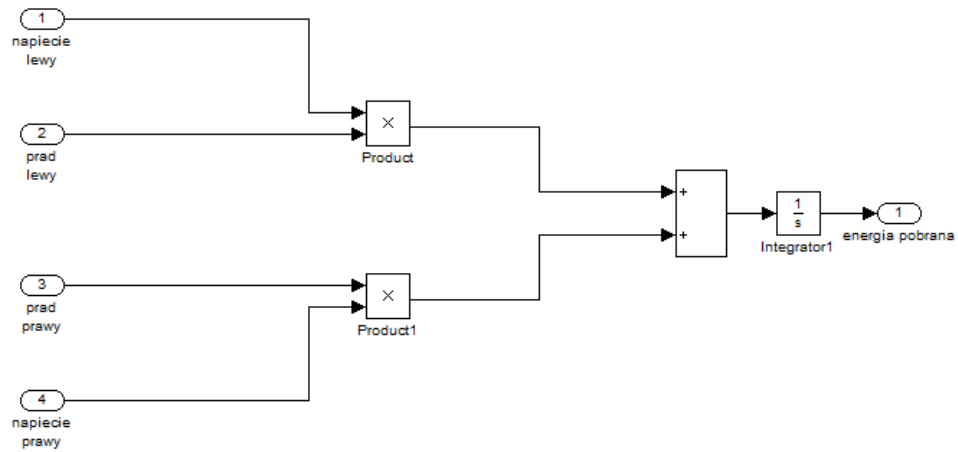 1
napiecie
lewy
2
prad
lewy
×
Product
3
prad
prawy
×
Product1
4
napiecie
prawy
+
+
1
s
Integrator1
1
energia pobrana